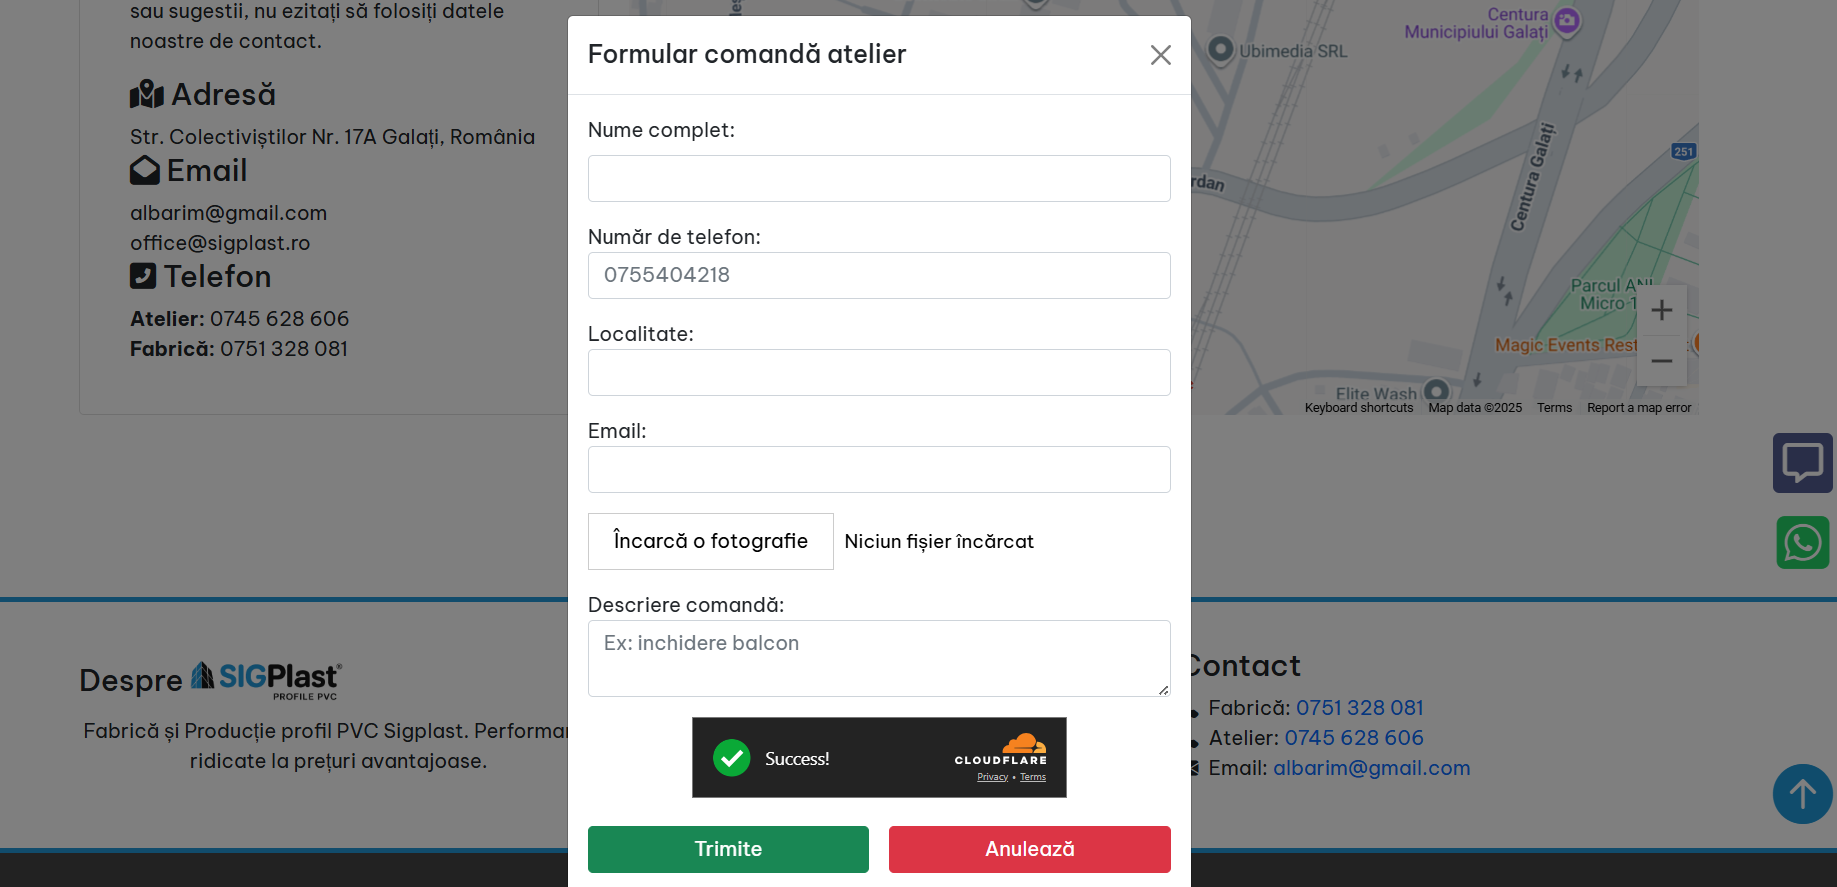 sau sugestii, nu ezitați să folosiți datele
noastre de contact.
Adresă
Str. Colectiviștilor Nr. 17A Galați, România
Email
albarim@gmail.com
office@sigplast.ro
Telefon
Atelier: 0745 628 606
Fabrică: 0751 328 081
Formular comandă atelier
Nume complet:
Număr de telefon:
0755404218
Localitate:
Email:
Încarcă o fotografie
Niciun fișier încărcat
Descriere comandă:
Ex: inchidere balcon
Success!
CLOUDFLARE
Privacy • Terms
Trimite
Anulează
Centura
Municipiului Galați
Ubimedia SRL
251
Centura Galați
rdan
Parcul ANL
Micro 1
Magic Events Rest
Elite Wash
Keyboard shortcuts
Map data ©2025
Terms
Report a map error
Despre SIGPlast®
PROFILE PVC
Fabrică și Producție profil PVC Sigplast. Performan
ridicate la prețuri avantajoase.
Contact
Fabrică: 0751 328 081
Atelier: 0745 628 606
Email: albarim@gmail.com